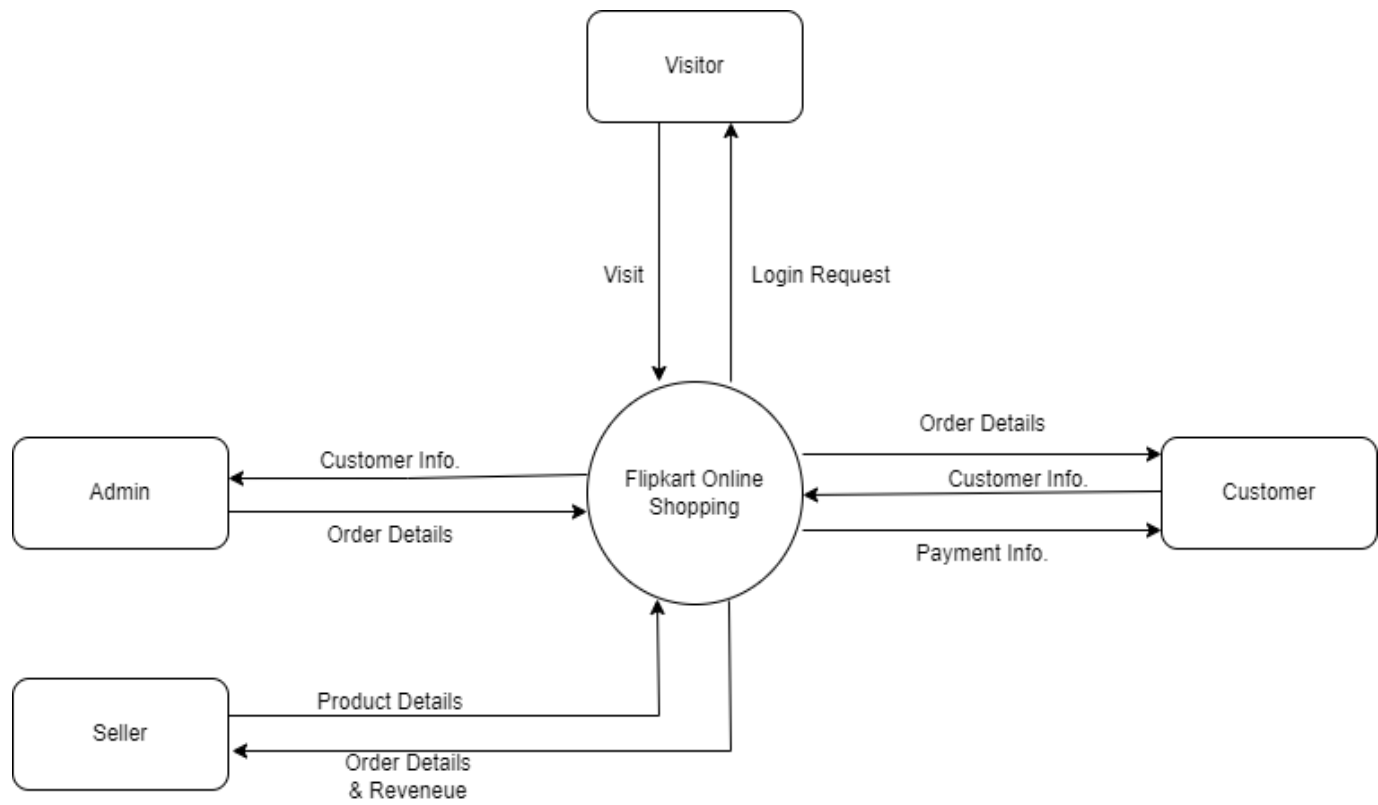 Visitor
Visit
Login Request
Order Details
Customer Info.
Customer Info.
Admin
Flipkart Online
Shopping
Customer
Order Details
Payment Info.
Product Details
Seller
Order Details
& Reveneue